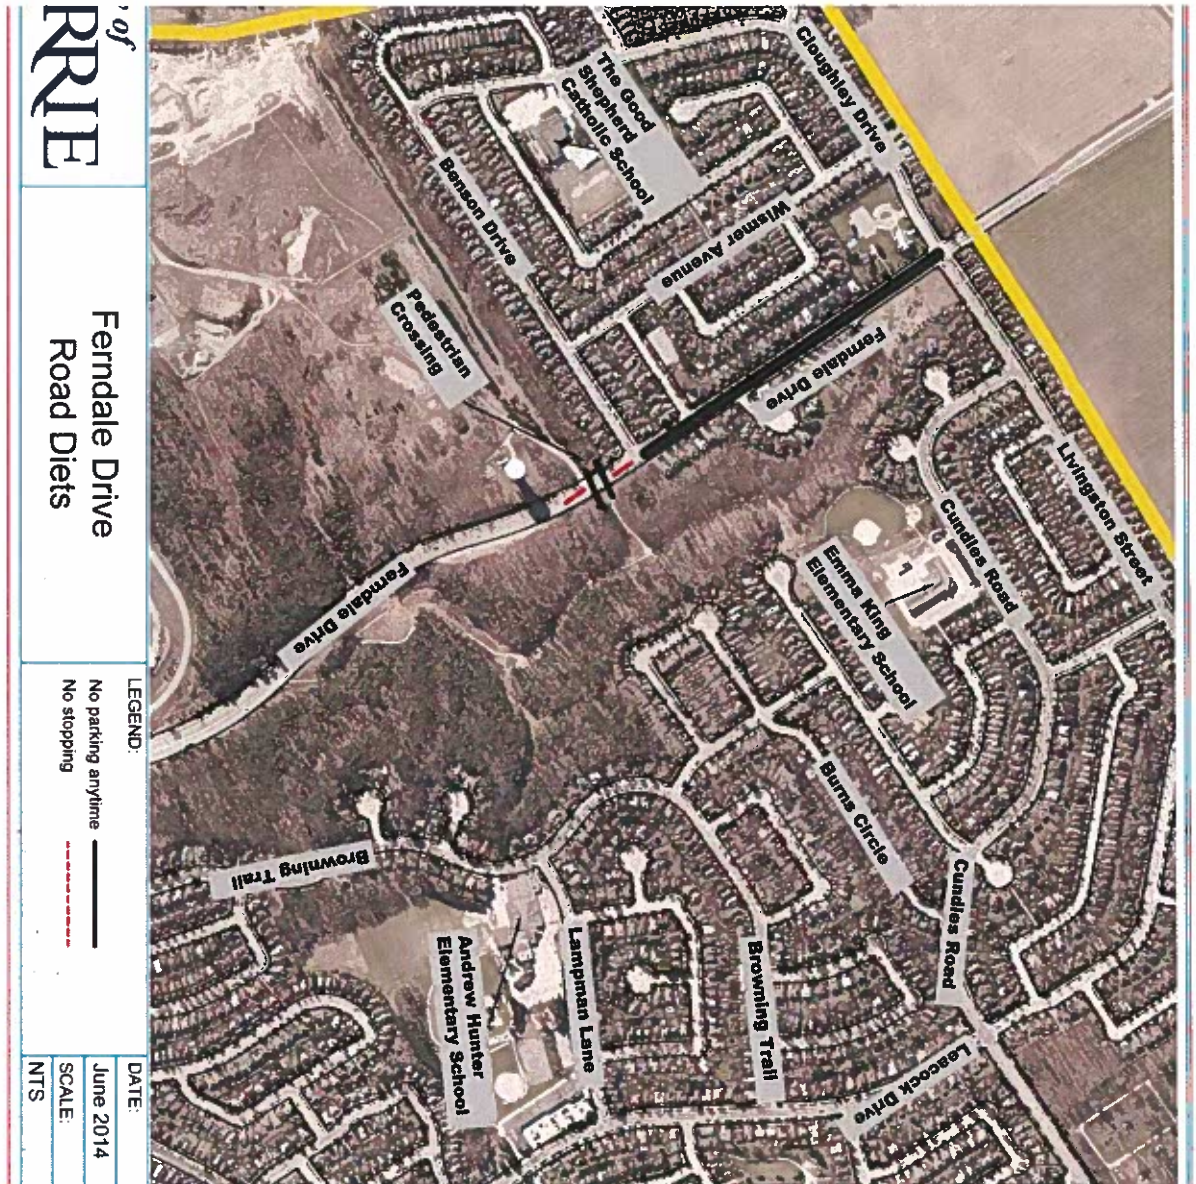 of
RRIE
Ferndale Drive
Road Diets
LEGEND:
No parking anytime
No stopping
DATE:
June 2014
SCALE:
NTS
Cloughley Drive
The Good
Shepherd
Catholic School
Benson Drive
Wismer Avenue
Pedestrian
Crossing
Ferndale Drive
Livingston Street
Cundles Road
Emma King
Elementary School
Ferndale Drive
Burns Circle
Cundles Road
Browning Trail
Andrew Hunter
Elementary School
Lampman Lane
Browning Trail
Leacock Drive